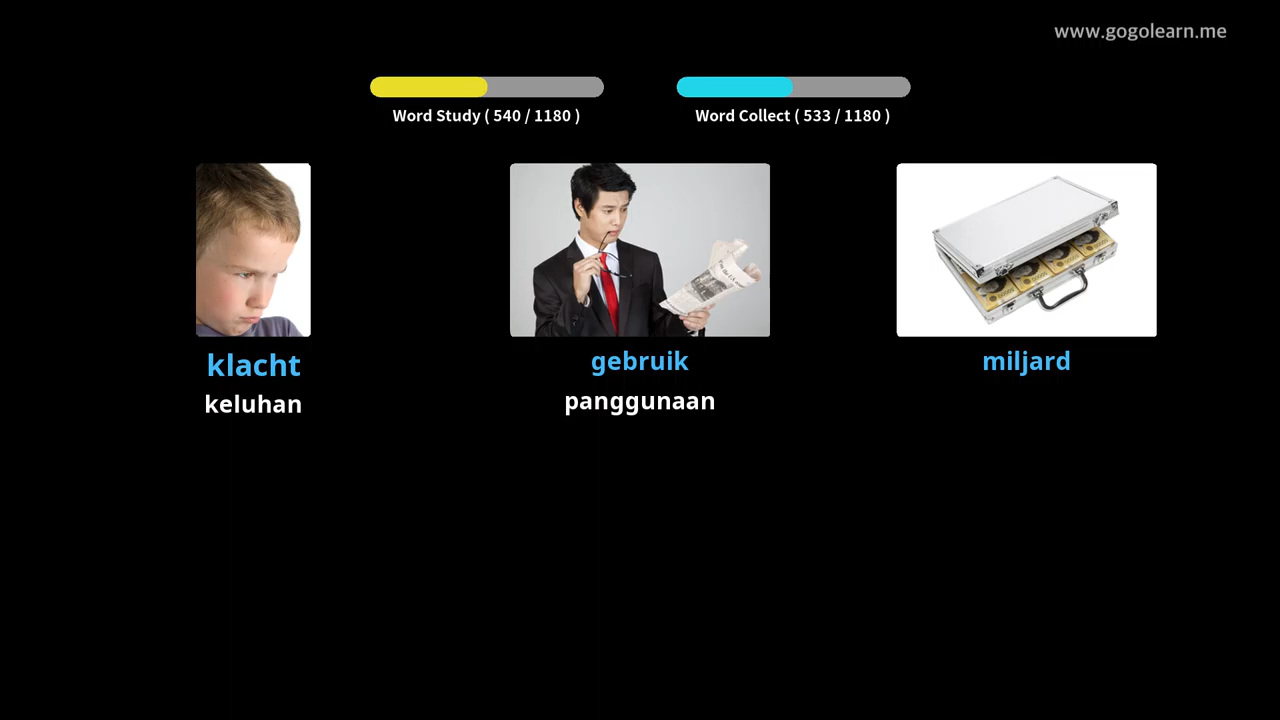 www.gogolearn.me
Word Study ( 540 / 1180 )
Word Collect ( 533 / 1180 )
klacht
keluhan
gebruik
panggunaan
miljard